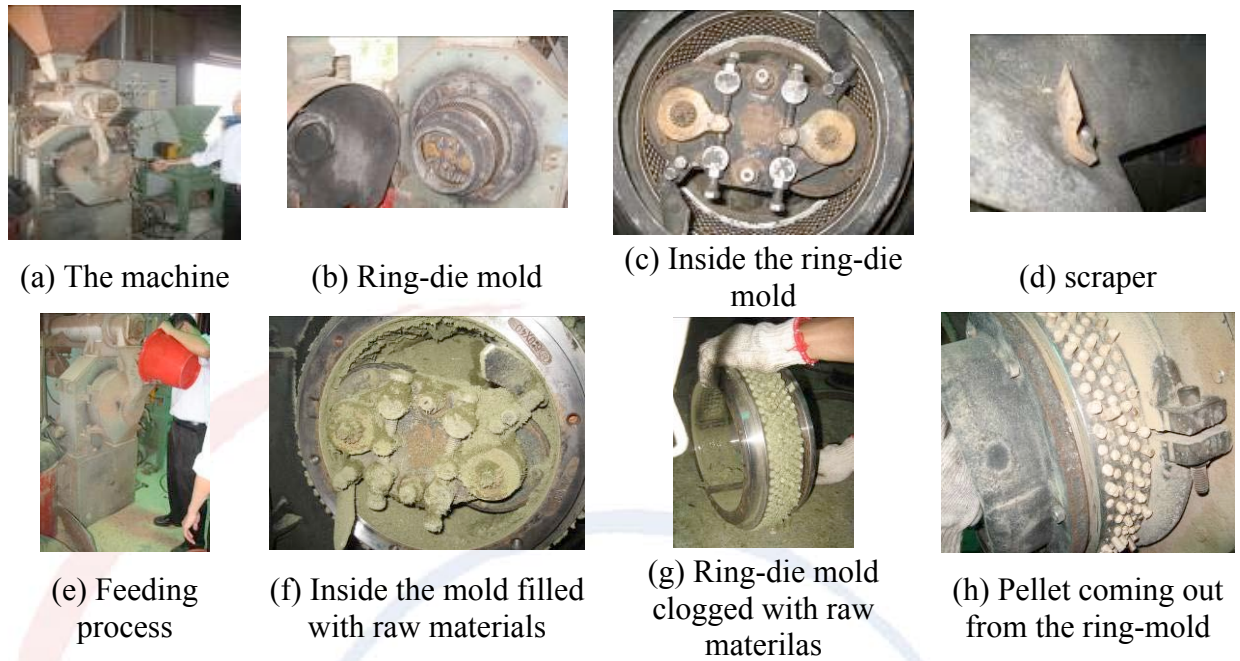 (a) The machine
(b) Ring-die mold
(c) Inside the ring-die
mold
(d) scraper
(e) Feeding
process
(f) Inside the mold filled
with raw materials
(g) Ring-die mold
clogged with raw
materilas
(h) Pellet coming out
from the ring-mold